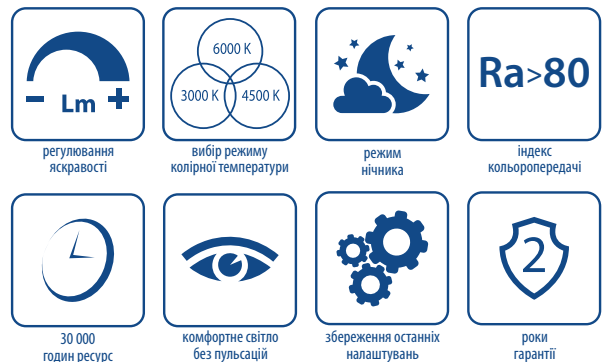 - Lm +
регулювання
яскравості
6000 K
3000 K
4500 K
вибір режиму
колірної температури
режим
нічника
Ra>80
індекс
кольоропередачі
30 000
годин ресурс
комфортне світло
без пульсацій
збереження останніх
налаштувань
2
роки
гарантії